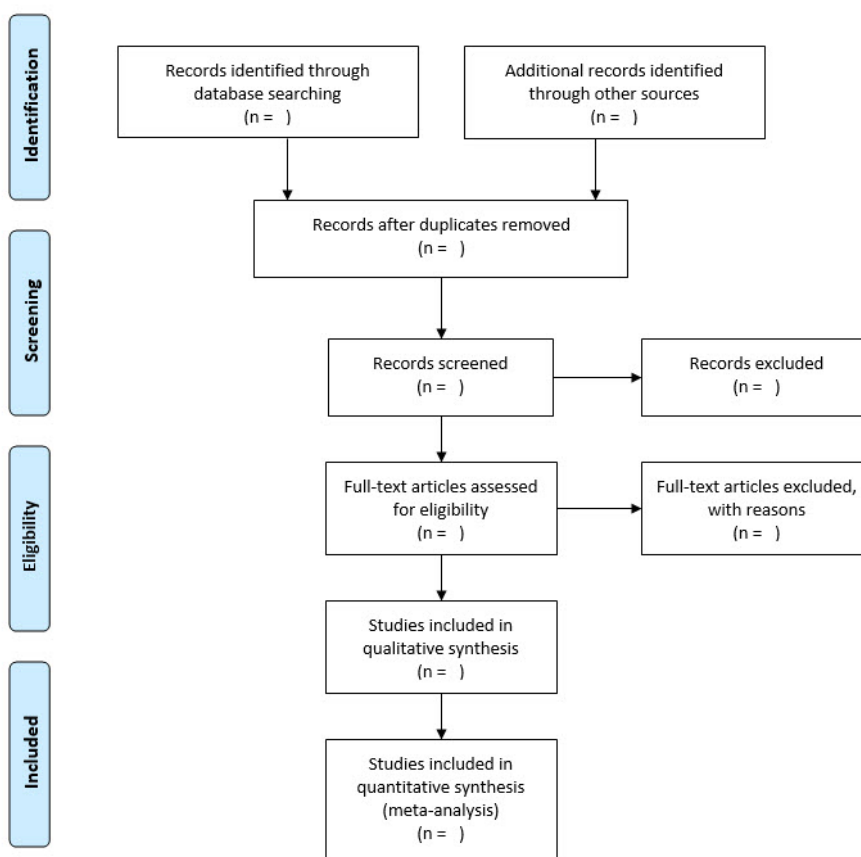 Identification
Records identified through
database searching
(n =   )
Additional records identified
through other sources
(n =   )
Records after duplicates removed
(n =   )
Screening
Records screened
(n =   )
Records excluded
(n =   )
Eligibility
Full-text articles assessed
for eligibility
(n =   )
Full-text articles excluded,
with reasons
(n =   )
Studies included in
qualitative synthesis
(n =   )
Included
Studies included in
quantitative synthesis
(meta-analysis)
(n =   )